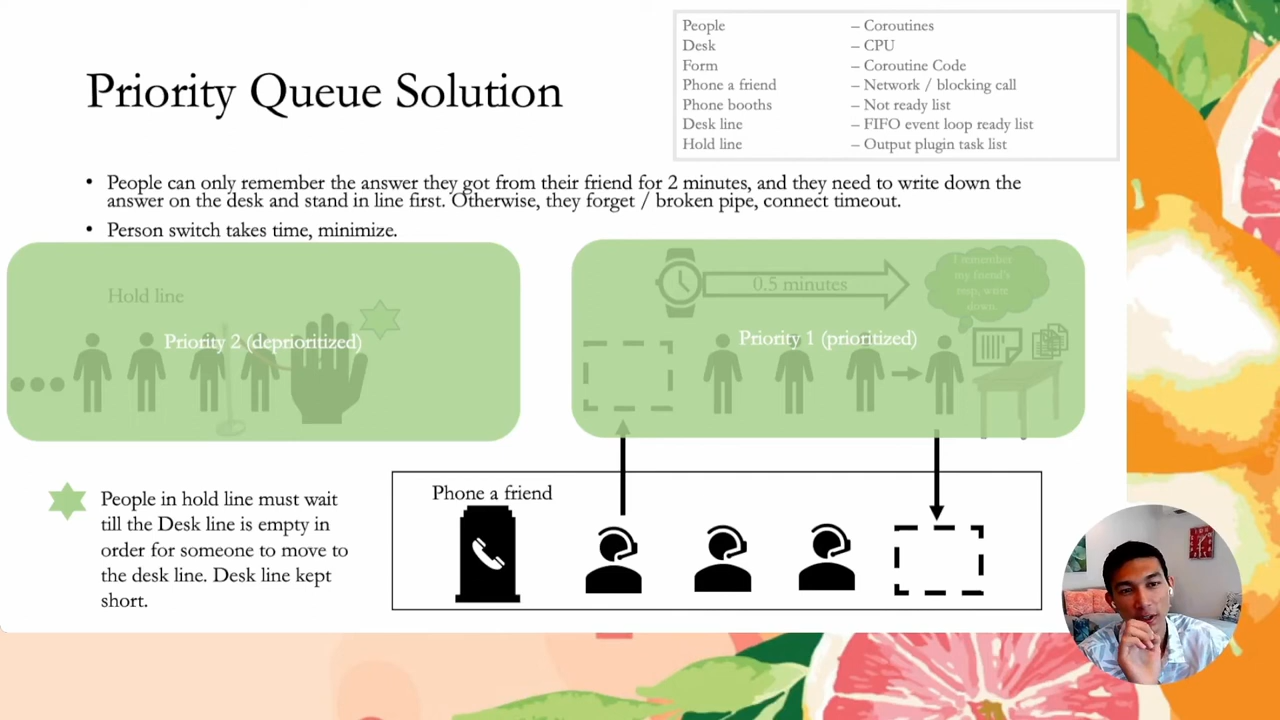 Priority Queue Solution
People – Coroutines
Desk – CPU
Form – Coroutine Code
Phone a friend – Network / blocking call
Phone booths – Not ready list
Desk line – FIFO event loop ready list
Hold line – Output plugin task list
• People can only remember the answer they got from their friend for 2 minutes, and they need to write down the
answer on the desk and stand in line first. Otherwise, they forget / broken pipe, connect timeout.
• Person switch takes time, minimize.
Hold line
Priority 2 (deprioritized)
0.5 minutes
I remember
my friend's
resp, write
down.
Priority 1 (prioritized)
People in hold line must wait
till the Desk line is empty in
order for someone to move to
the desk line. Desk line kept
short.
Phone a friend